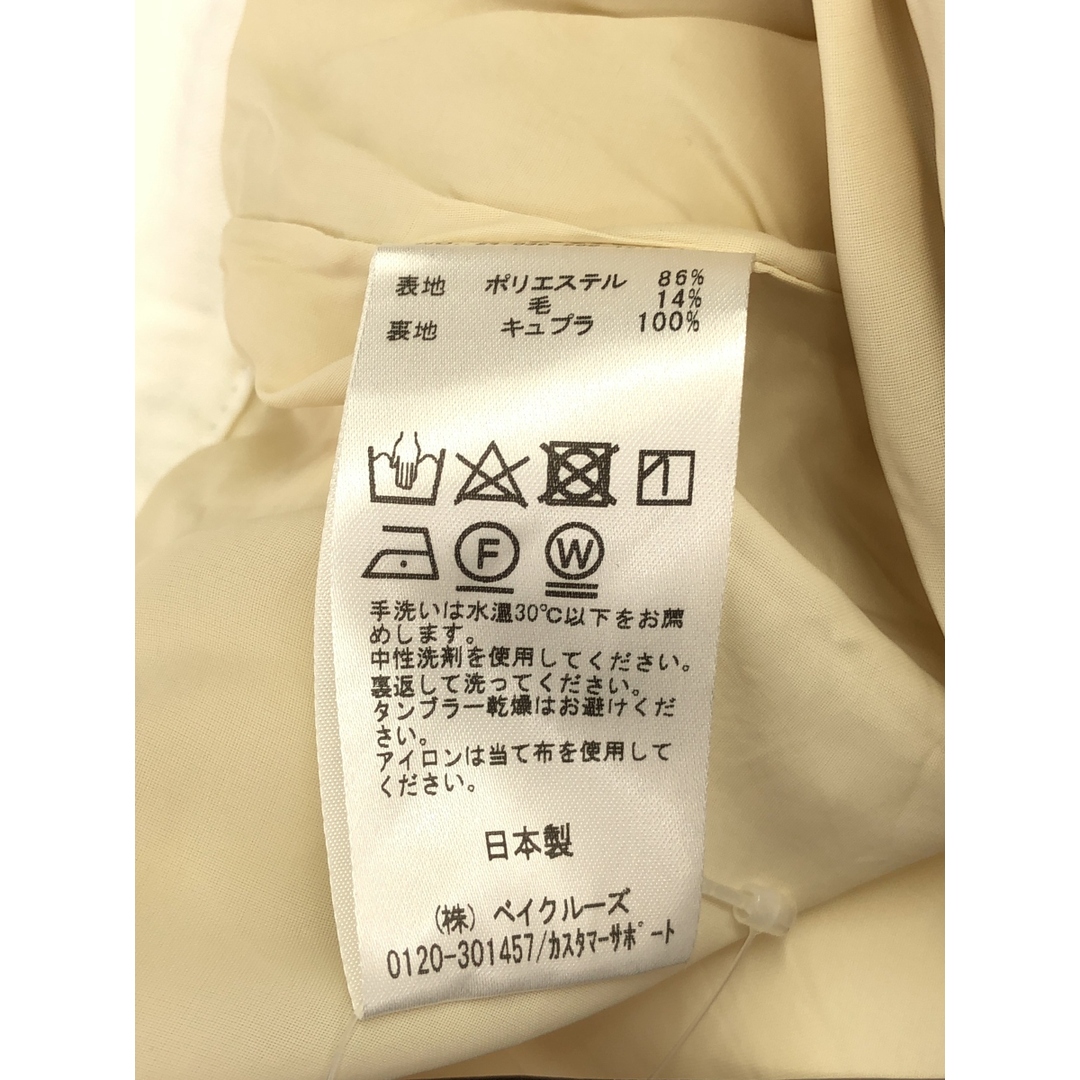 表地 ポリエステル 86%
毛 14%
裏地 キュプラ 100%
F W
手洗いは水温30℃以下をお薦
めします。
中性洗剤を使用してください。
裏返して洗ってください。
タンブラー乾燥はお避けくだ
さい。
アイロンは当て布を使用して
ください。
日本製
(株) ベイクルーズ
0120-301457/ｶｽﾀﾏｰｻﾎﾟｰﾄ